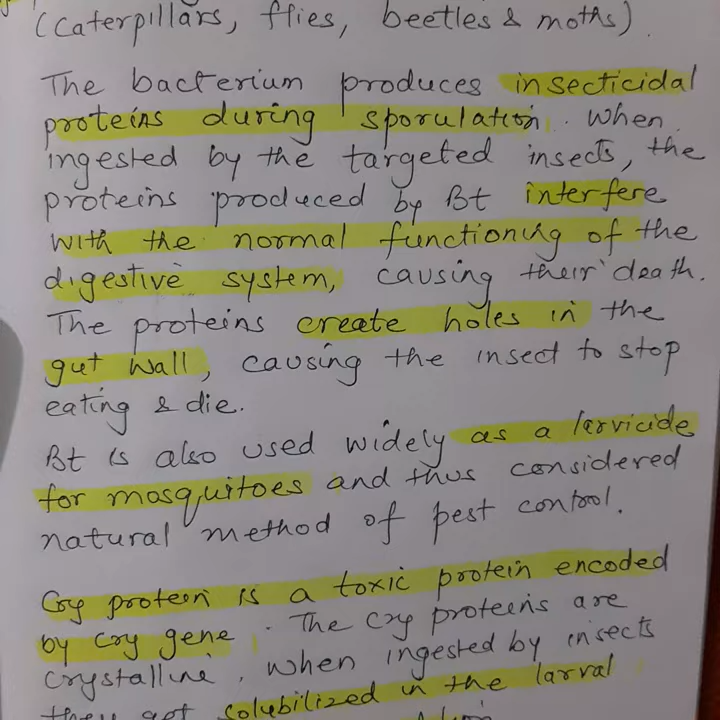 (Caterpillars, flies, beetles & moths).
The bacterium produces insecticidal
proteins during sporulation. When
ingested by the targeted insects, the
proteins produced by Bt interfere
with the normal functioning of the
digestive system, causing their death.
The proteins create holes in the
gut wall, causing the insect to stop
eating & die.
Bt is also used widely as a larvicide
for mosquitoes and thus considered
natural method of pest control.
Cry protein is a toxic protein encoded
by cry gene. The cry proteins are
crystalline, when ingested by insects
they get solubilized in the larval